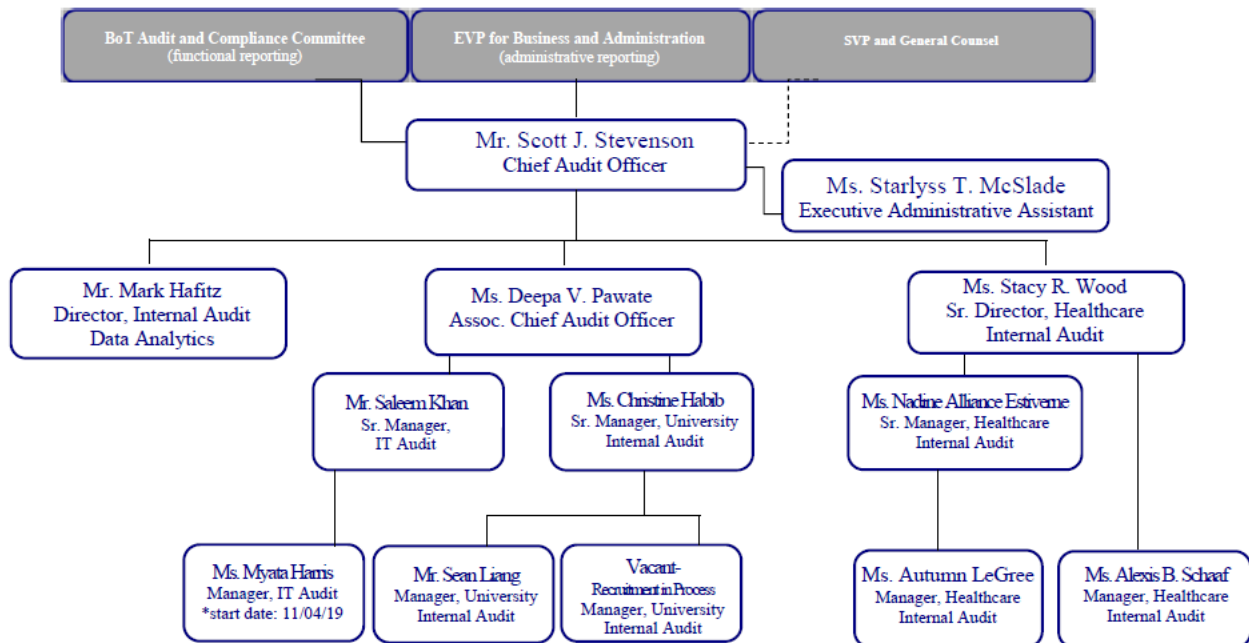 BoT Audit and Compliance Committee
(functional reporting)
EVP for Business and Administration
(administrative reporting)
SVP and General Counsel
Mr. Scott J. Stevenson
Chief Audit Officer
Ms. Starlyss T. McSlade
Executive Administrative Assistant
Mr. Mark Hafitz
Director, Internal Audit
Data Analytics
Ms. Deepa V. Pawate
Assoc. Chief Audit Officer
Ms. Stacy R. Wood
Sr. Director, Healthcare
Internal Audit
Mr. Saleem Khan
Sr. Manager,
IT Audit
Ms. Christine Habib
Sr. Manager, University
Internal Audit
Ms. Nadine Alliance Estiverne
Sr. Manager, Healthcare
Internal Audit
Ms. Myata Harris
Manager, IT Audit
*start date: 11/04/19
Mr. Sean Liang
Manager, University
Internal Audit
Vacant-
Recruitment in Process
Manager, University
Internal Audit
Ms. Autumn LeGree
Manager, Healthcare
Internal Audit
Ms. Alexis B. Schaaf
Manager, Healthcare
Internal Audit